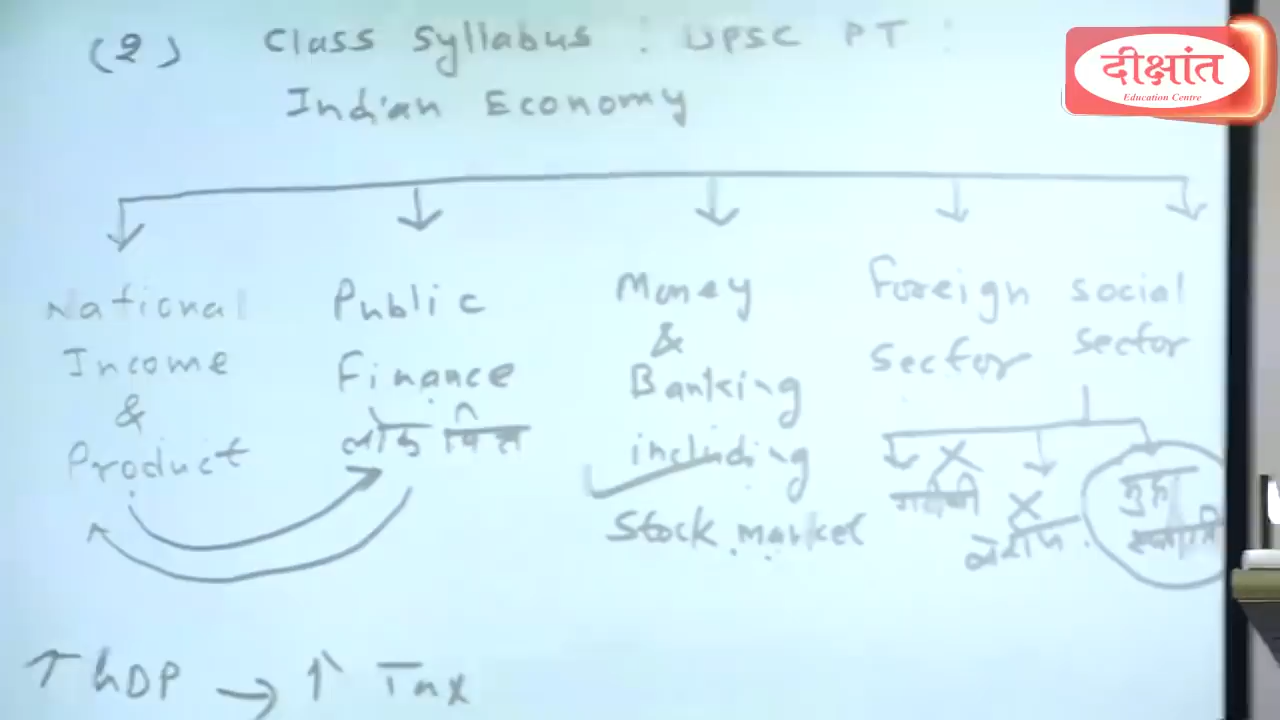 (2) Class Syllabus : UPSC PT :
Indian Economy
दीक्षांत
Education Centre
National
Income
&
Product
Public
Finance
लोक वित्त
Money
&
Banking
including
Stock market
Foreign
sector
social
sector
गरीबी
मुद्रा
↑ GDP → ↑ Tax